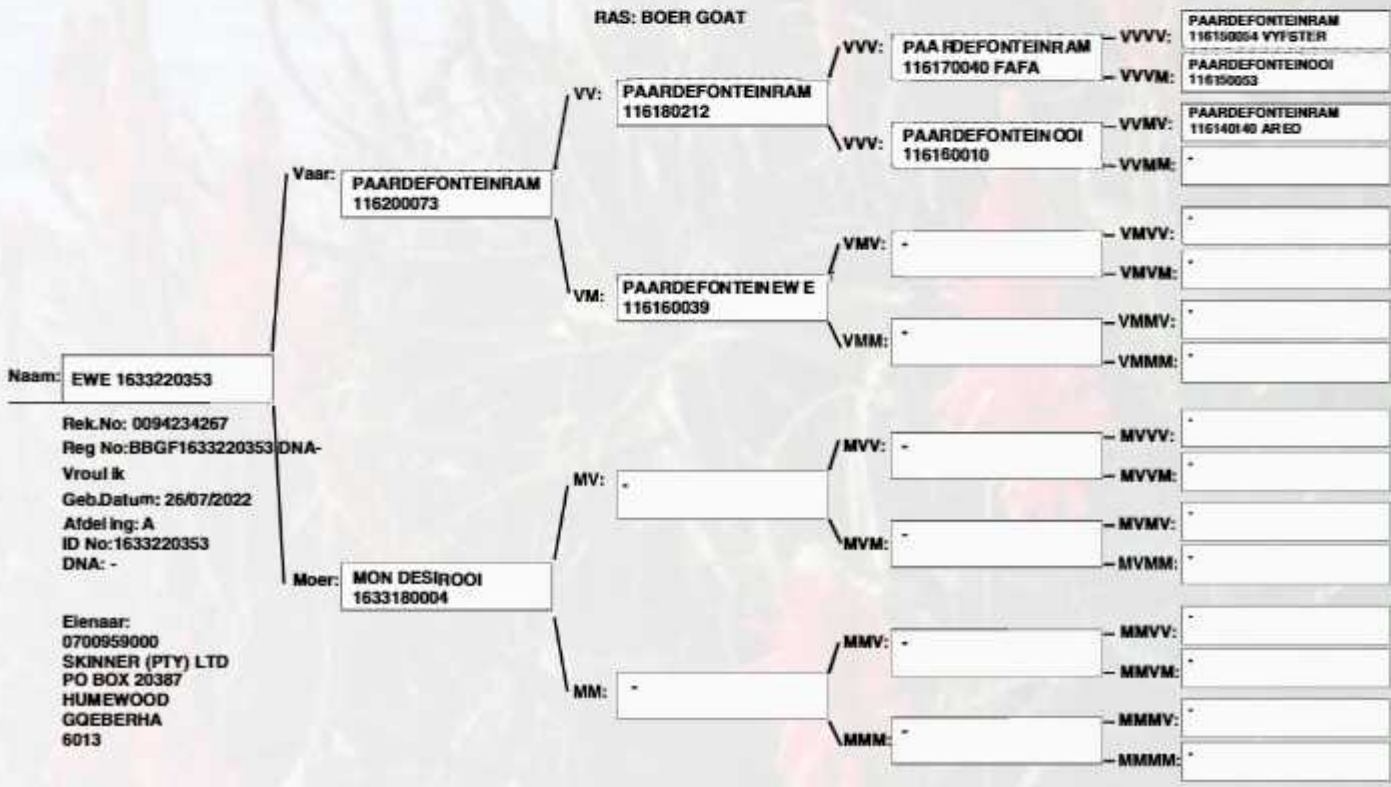 RAS: BOER GOAT
Naam: EWE 1633220353
Rek.No: 0094234267
Reg No:BBGF1633220353 DNA-
Vroulik
Geb.Datum: 26/07/2022
Afdeling: A
ID No:1633220353
DNA: -
Eienaar:
0700959000
SKINNER (PTY) LTD
PO BOX 20387
HUMEWOOD
GQEBERHA
6013
Vaar: PAARDEFONTEINRAM
116200073
Moer: MON DESIROOI
1633180004
VV: PAARDEFONTEINRAM
116180212
VM: PAARDEFONTEINEWE
116160039
MV: -
MM: -
VVV: PAARDEFONTEINRAM
116170040 FAFA
VVV: PAARDEFONTEINOOI
116160010
VMV: -
VMM: -
MVV: -
MVM: -
MMV: -
MMM: -
VVVV: PAARDEFONTEINRAM
116150054 VYFSTER
VVVM: PAARDEFONTEINOOI
116150053
VVMV: PAARDEFONTEINRAM
116140140 AREO
VVMM: -
VMVV: -
VMVM: -
VMMV: -
VMMM: -
MVVV: -
MVVM: -
MVMV: -
MVMM: -
MMVV: -
MMVM: -
MMMV: -
MMMM: -